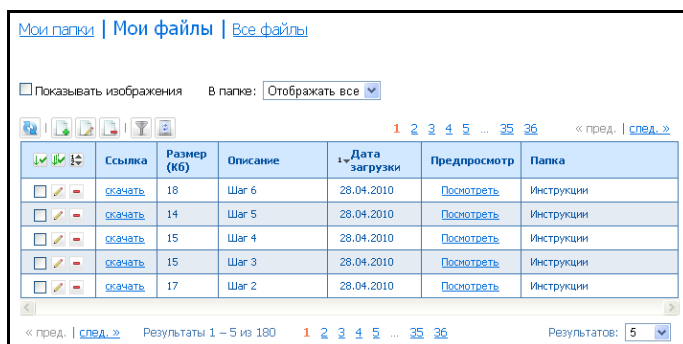 Мои папки | Мои файлы | Все файлы
Показывать изображения В папке: Отображать все
1 2 3 4 5 ... 35 36 « пред. | след. »
Ссылка Размер (Кб) Описание 1 Дата загрузки Предпросмотр Папка
скачать 18 Шаг 6 28.04.2010 Посмотреть Инструкции
скачать 14 Шаг 5 28.04.2010 Посмотреть Инструкции
скачать 15 Шаг 4 28.04.2010 Посмотреть Инструкции
скачать 15 Шаг 3 28.04.2010 Посмотреть Инструкции
скачать 17 Шаг 2 28.04.2010 Посмотреть Инструкции
« пред. | след. » Результаты 1 – 5 из 180 1 2 3 4 5 ... 35 36 Результатов: 5